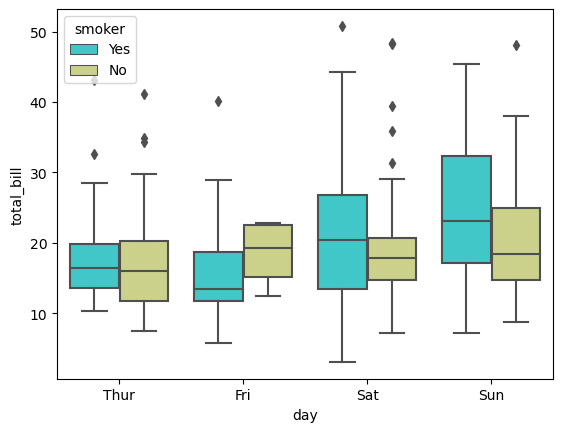 smoker
Yes
No
50
40
30
20
10
total_bill
Thur Fri Sat Sun
day